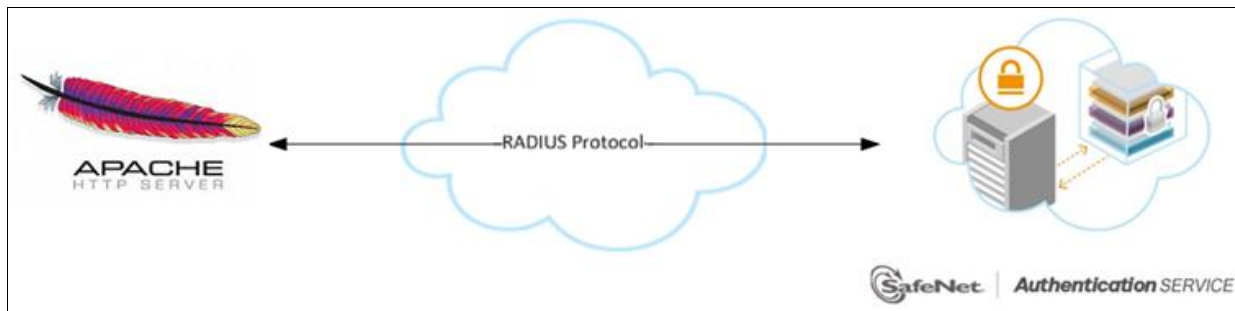 APACHE
HTTP SERVER
RADIUS Protocol
SafeNet. Authentication SERVICE